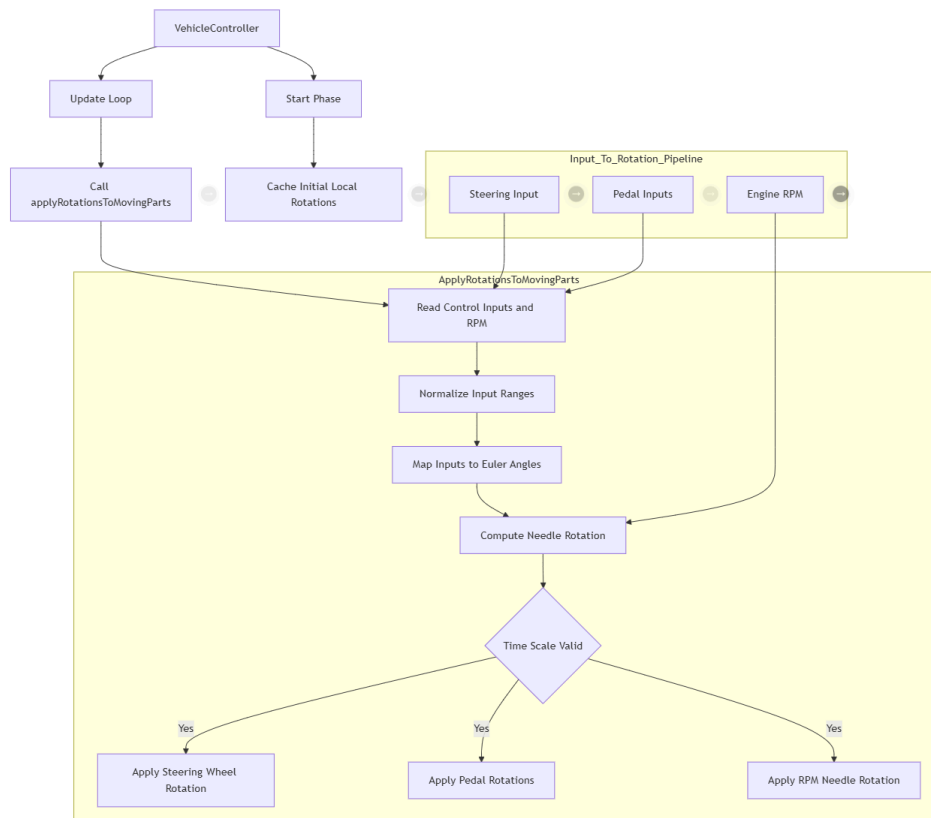 VehicleController
Update Loop
Start Phase
Input_To_Rotation_Pipeline
Call
applyRotationsToMovingParts
Cache Initial Local
Rotations
Steering Input
Pedal Inputs
Engine RPM
ApplyRotationsToMovingParts
Read Control Inputs and
RPM
Normalize Input Ranges
Map Inputs to Euler Angles
Compute Needle Rotation
Time Scale Valid
Yes
Yes
Yes
Apply Steering Wheel
Rotation
Apply Pedal Rotations
Apply RPM Needle Rotation